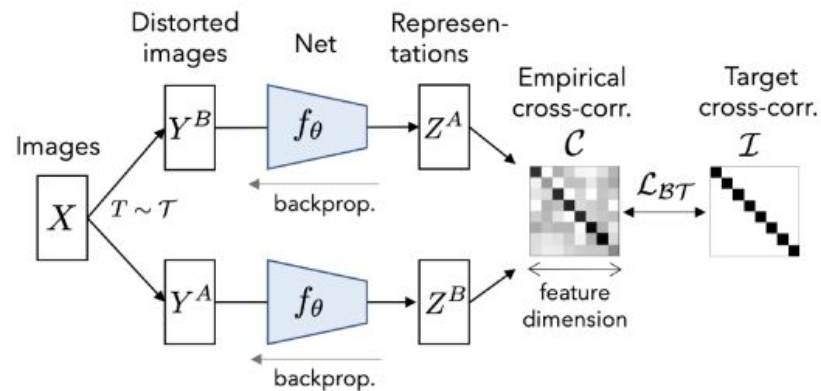 Distorted
images
Net
Represen-
tations
Empirical
cross-corr.
Target
cross-corr.
Images
X
T ~ 𝒯
Y^B
f_θ
Z^A
backprop.
Y^A
f_θ
Z^B
backprop.
𝒞
ℒ_ℬ𝒯
ℐ
feature
dimension